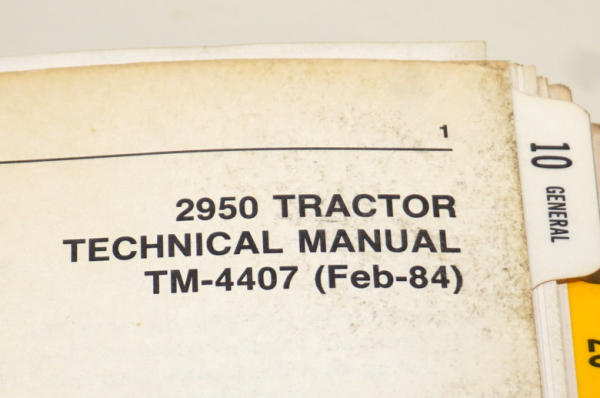 1
2950 TRACTOR
TECHNICAL MANUAL
TM-4407 (Feb-84)
10 GENERAL